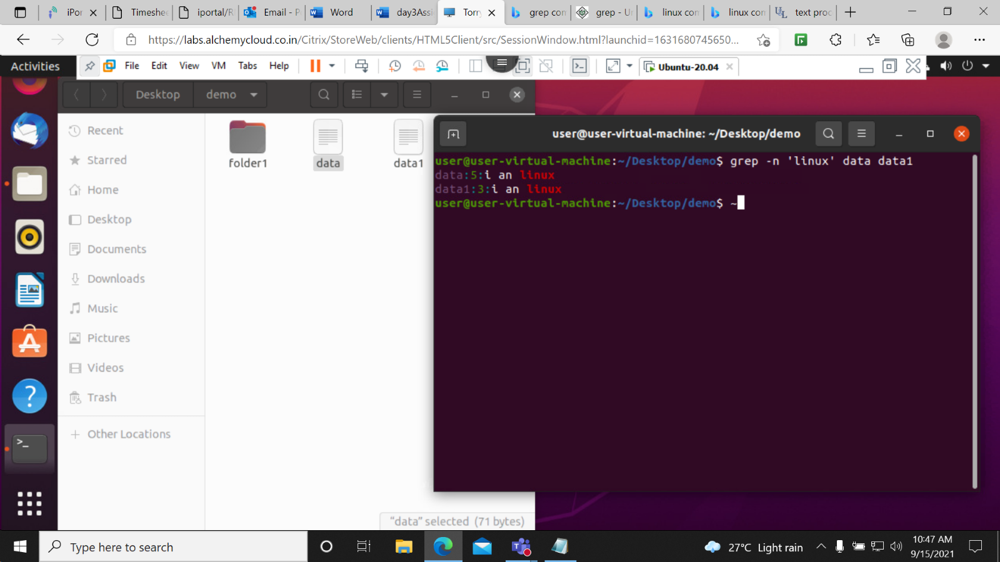 iPor
Timeshee
iportal/R
Email - P
Word
day3Assi
Torry
grep com
grep - Ur
linux com
linux com
text proc
https://labs.alchemycloud.co.in/Citrix/StoreWeb/clients/HTML5Client/src/SessionWindow.html?launchid=1631680745650...
Activities
File Edit View VM Tabs Help
Ubuntu-20.04
Desktop demo
Recent
Starred
Home
Desktop
Documents
Downloads
Music
Pictures
Videos
Trash
+ Other Locations
folder1
data
data1
"data" selected (71 bytes)
user@user-virtual-machine: ~/Desktop/demo
user@user-virtual-machine:~/Desktop/demo$ grep -n 'linux' data data1
data:5:i an linux
data1:3:i an linux
user@user-virtual-machine:~/Desktop/demo$ ~
Type here to search
27°C Light rain
10:47 AM
9/15/2021